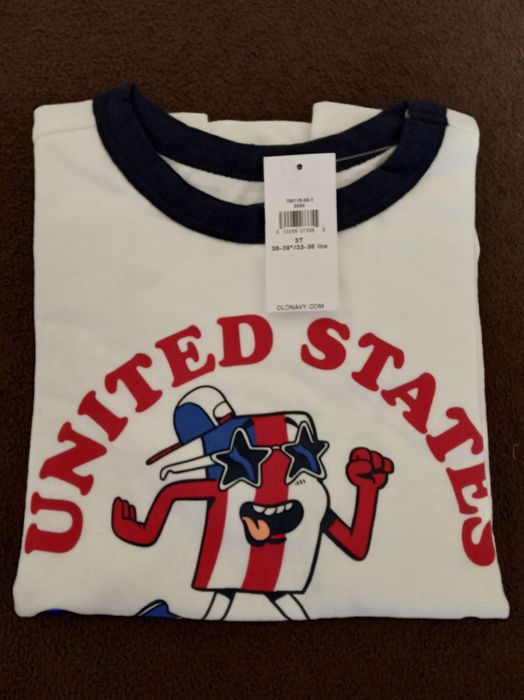 3T
36-39"/33-36 lbs
OLDNAVY.COM
UNITED STATES